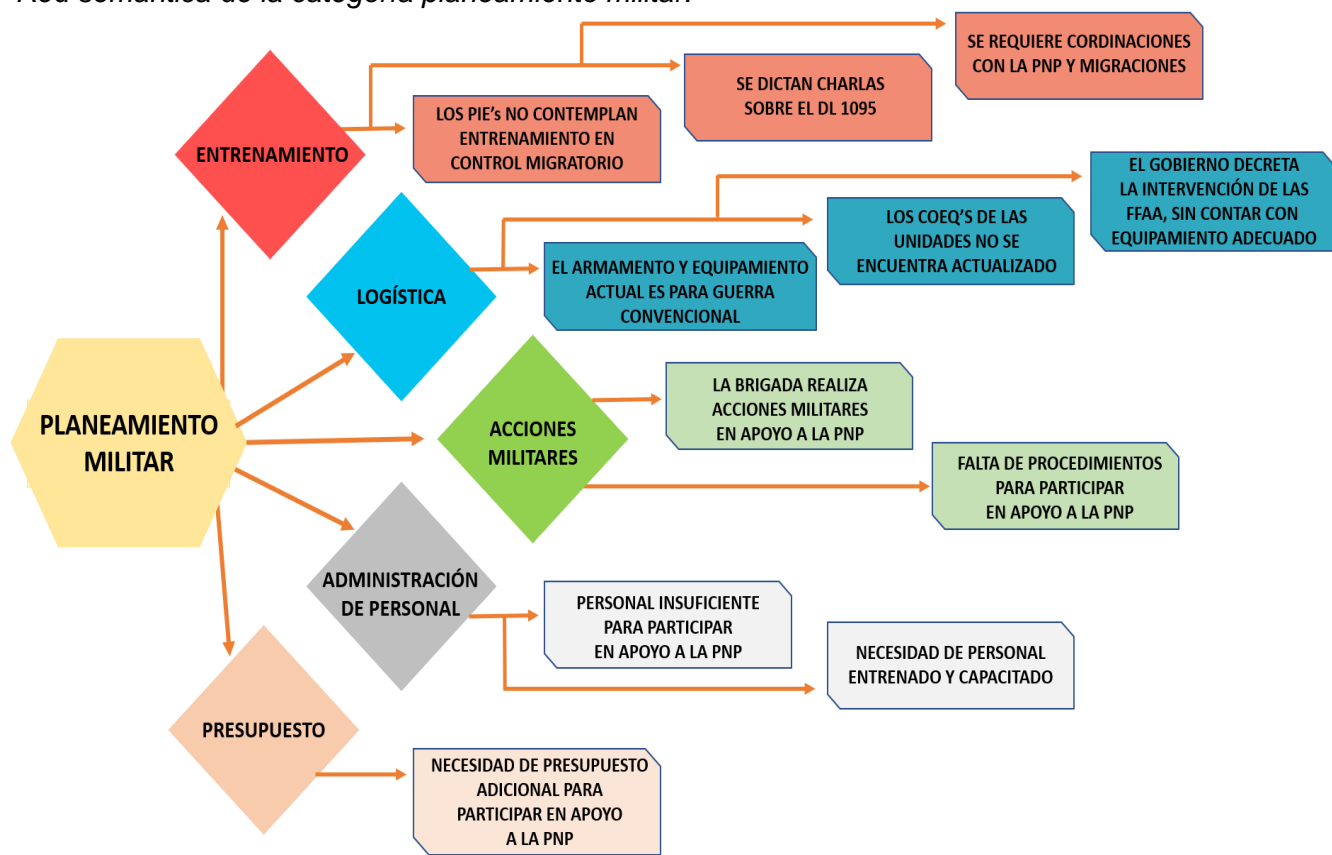 Red semántica de la categoría planeamiento militar.
SE REQUIERE CORDINACIONES
CON LA PNP Y MIGRACIONES
SE DICTAN CHARLAS
SOBRE EL DL 1095
LOS PIE's NO CONTEMPLAN
ENTRENAMIENTO EN
CONTROL MIGRATORIO
ENTRENAMIENTO
EL GOBIERNO DECRETA
LA INTERVENCIÓN DE LAS
FFAA, SIN CONTAR CON
EQUIPAMIENTO ADECUADO
LOS COEQ'S DE LAS
UNIDADES NO SE
ENCUENTRA ACTUALIZADO
EL ARMAMENTO Y EQUIPAMIENTO
ACTUAL ES PARA GUERRA
CONVENCIONAL
LOGÍSTICA
PLANEAMIENTO
MILITAR
ACCIONES
MILITARES
LA BRIGADA REALIZA
ACCIONES MILITARES
EN APOYO A LA PNP
FALTA DE PROCEDIMIENTOS
PARA PARTICIPAR
EN APOYO A LA PNP
ADMINISTRACIÓN
DE PERSONAL
PERSONAL INSUFICIENTE
PARA PARTICIPAR
EN APOYO A LA PNP
NECESIDAD DE PERSONAL
ENTRENADO Y CAPACITADO
PRESUPUESTO
NECESIDAD DE PRESUPUESTO
ADICIONAL PARA
PARTICIPAR EN APOYO
A LA PNP